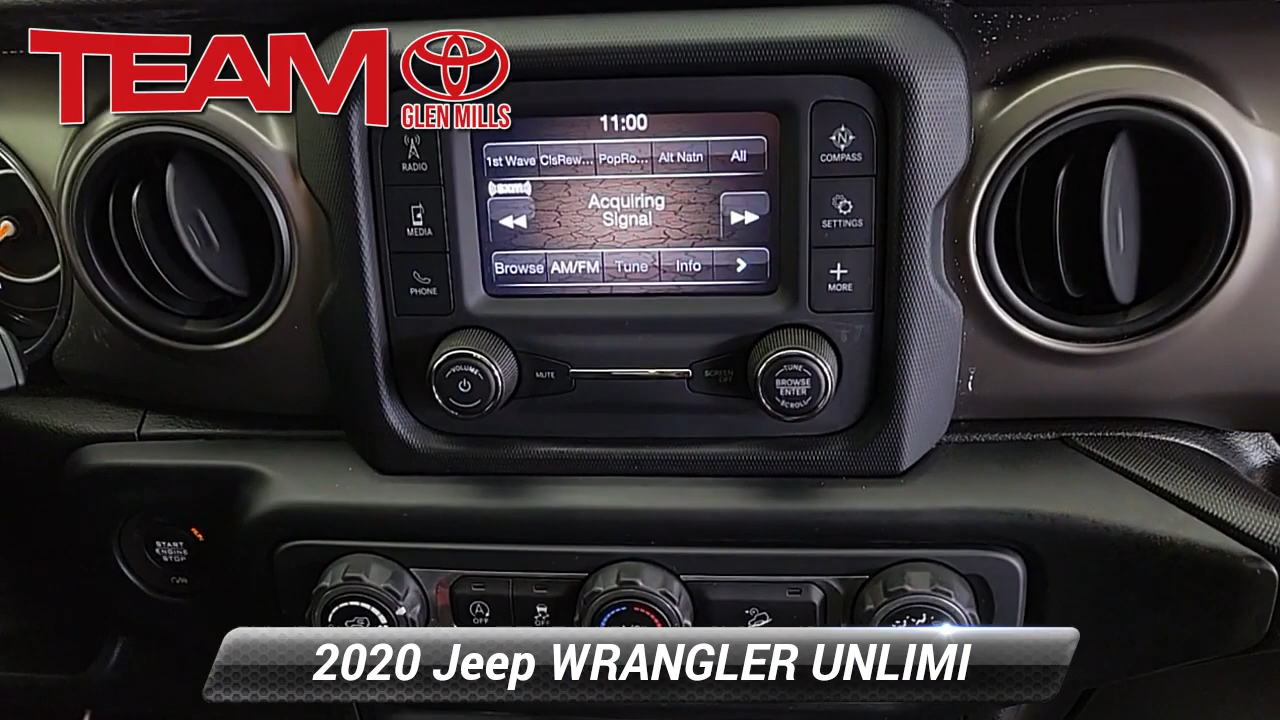 TEAM
GLEN MILLS
11:00
1st Wave ClsRew... PopRo... Alt Natn All
((sxm))
Acquiring
Signal
Browse AM/FM Tune Info
RADIO
MEDIA
PHONE
N
COMPASS
SETTINGS
MORE
VOLUME
MUTE
SCREEN
OFF
TUNE
BROWSE
ENTER
SCROLL
START
ENGINE
STOP
RUN
A
OFF
OFF
2020 Jeep WRANGLER UNLIMI